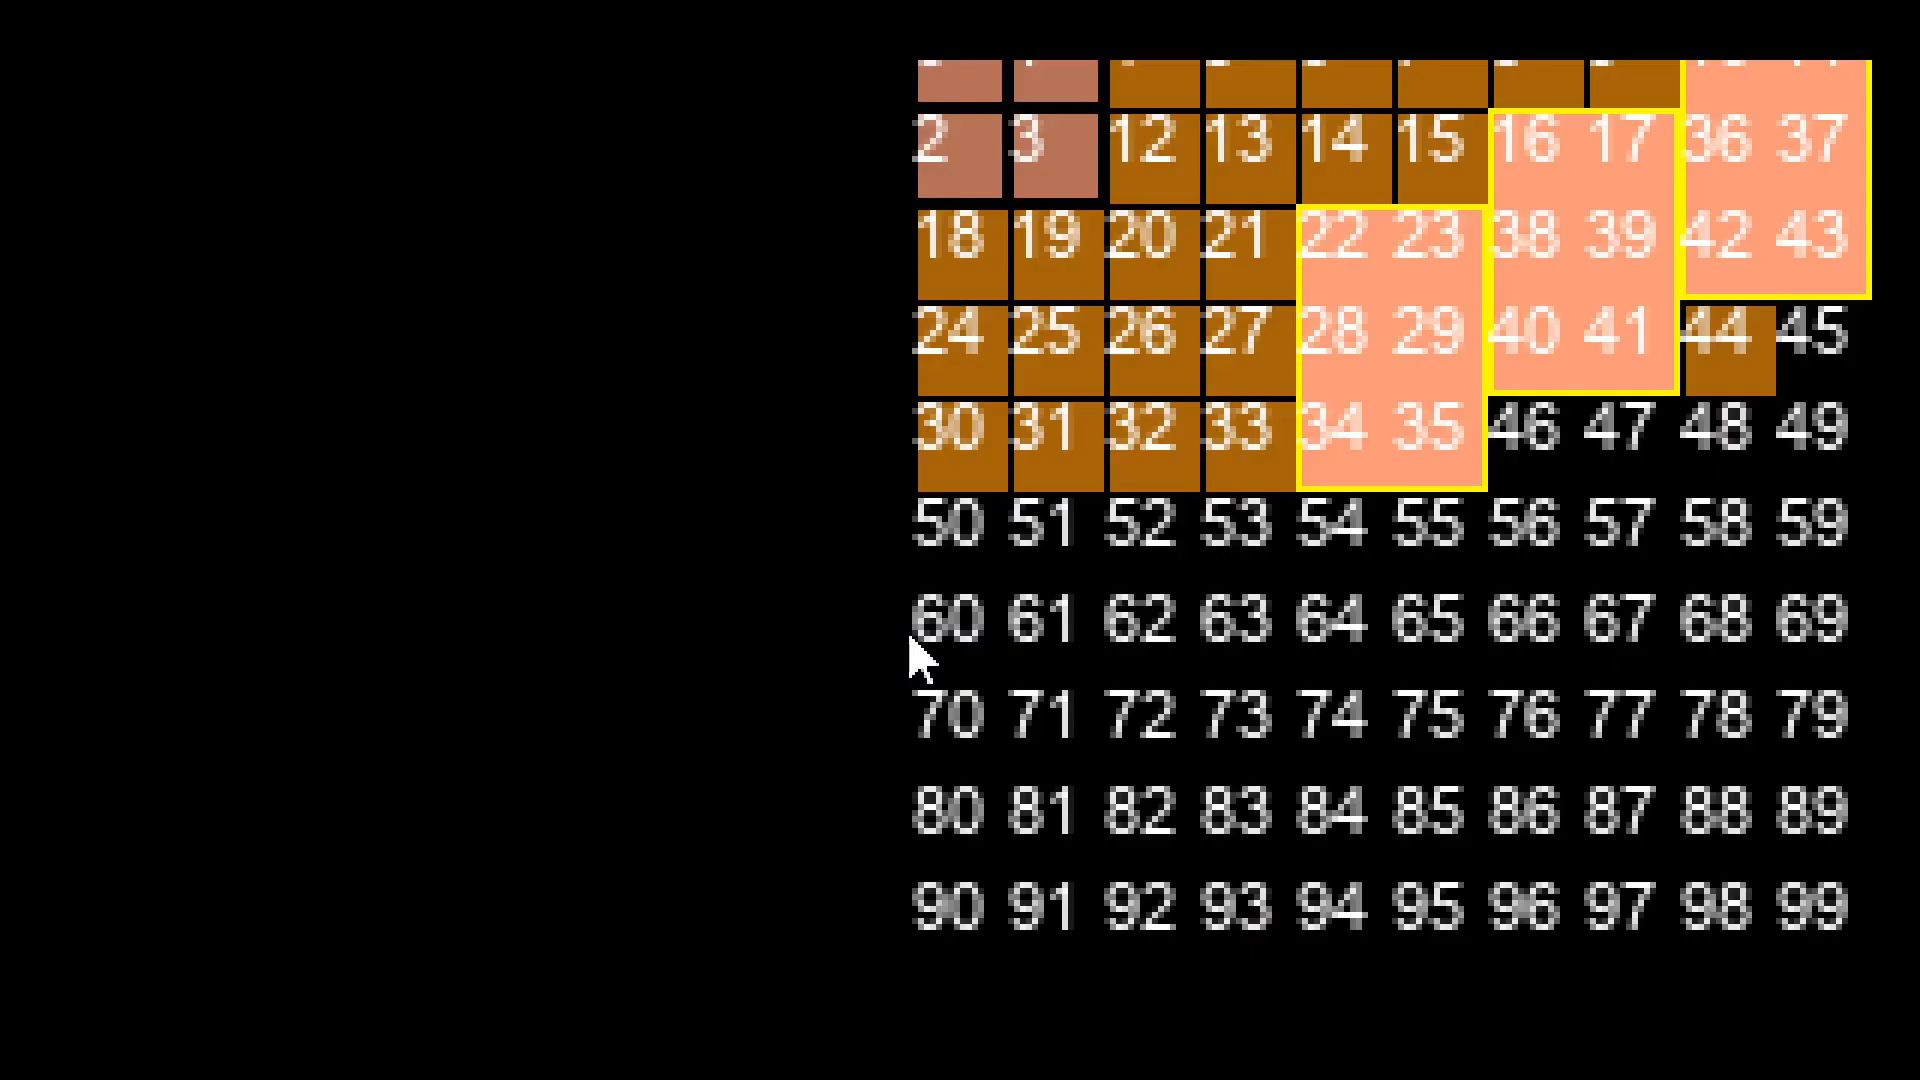 2 3 12 13 14 15 16 17 36 37
18 19 20 21 22 23 38 39 42 43
24 25 26 27 28 29 40 41 44 45
30 31 32 33 34 35 46 47 48 49
50 51 52 53 54 55 56 57 58 59
60 61 62 63 64 65 66 67 68 69
70 71 72 73 74 75 76 77 78 79
80 81 82 83 84 85 86 87 88 89
90 91 92 93 94 95 96 97 98 99